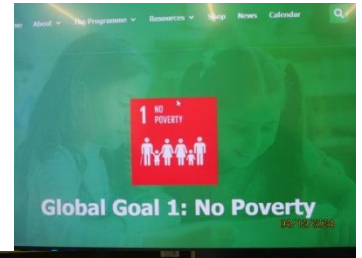 About The Programme Resources Shop News Calendar
1 NO
POVERTY
Global Goal 1: No Poverty